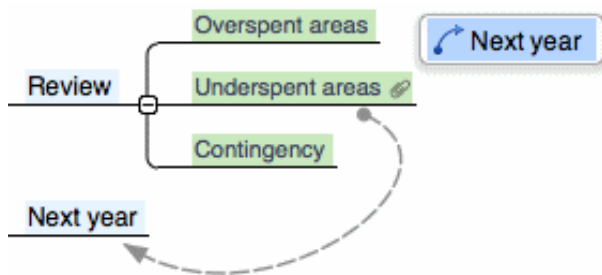 Overspent areas
Next year
Review
Underspent areas
Contingency
Next year